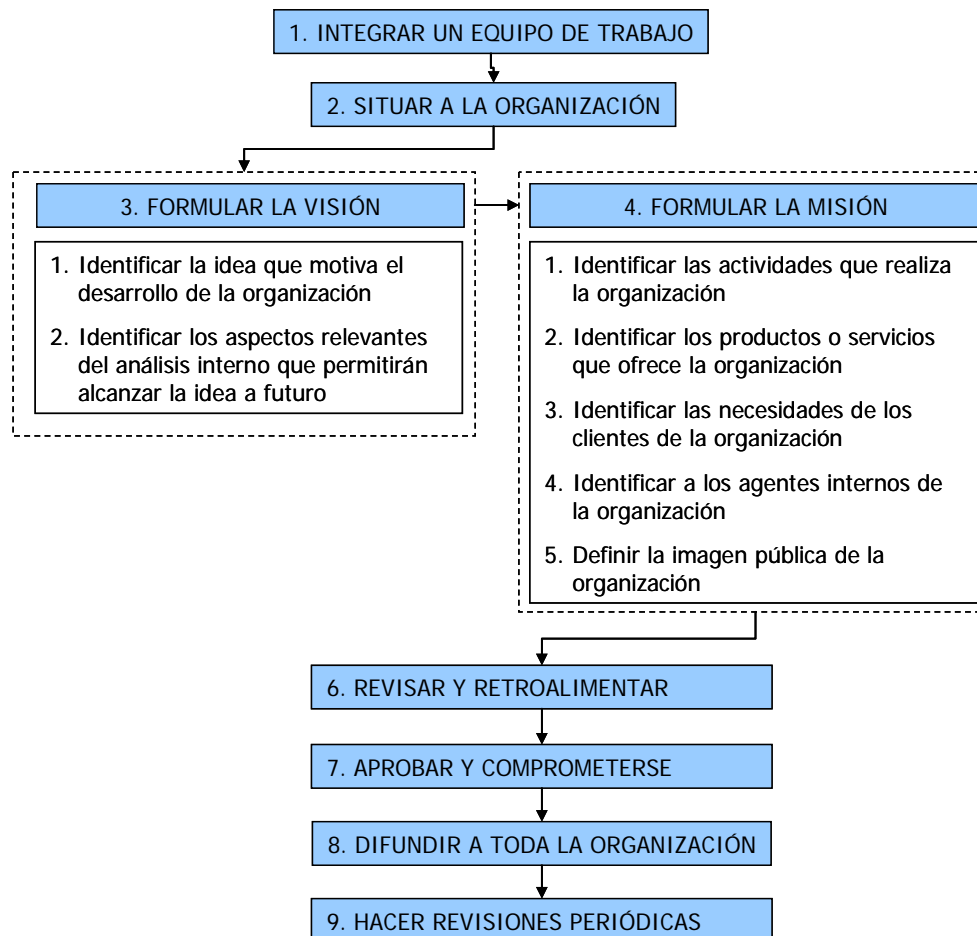 1. INTEGRAR UN EQUIPO DE TRABAJO
2. SITUAR A LA ORGANIZACIÓN
3. FORMULAR LA VISIÓN
1. Identificar la idea que motiva el
desarrollo de la organización
2. Identificar los aspectos relevantes
del análisis interno que permitirán
alcanzar la idea a futuro
4. FORMULAR LA MISIÓN
1. Identificar las actividades que realiza
la organización
2. Identificar los productos o servicios
que ofrece la organización
3. Identificar las necesidades de los
clientes de la organización
4. Identificar a los agentes internos de
la organización
5. Definir la imagen pública de la
organización
6. REVISAR Y RETROALIMENTAR
7. APROBAR Y COMPROMETERSE
8. DIFUNDIR A TODA LA ORGANIZACIÓN
9. HACER REVISIONES PERIÓDICAS